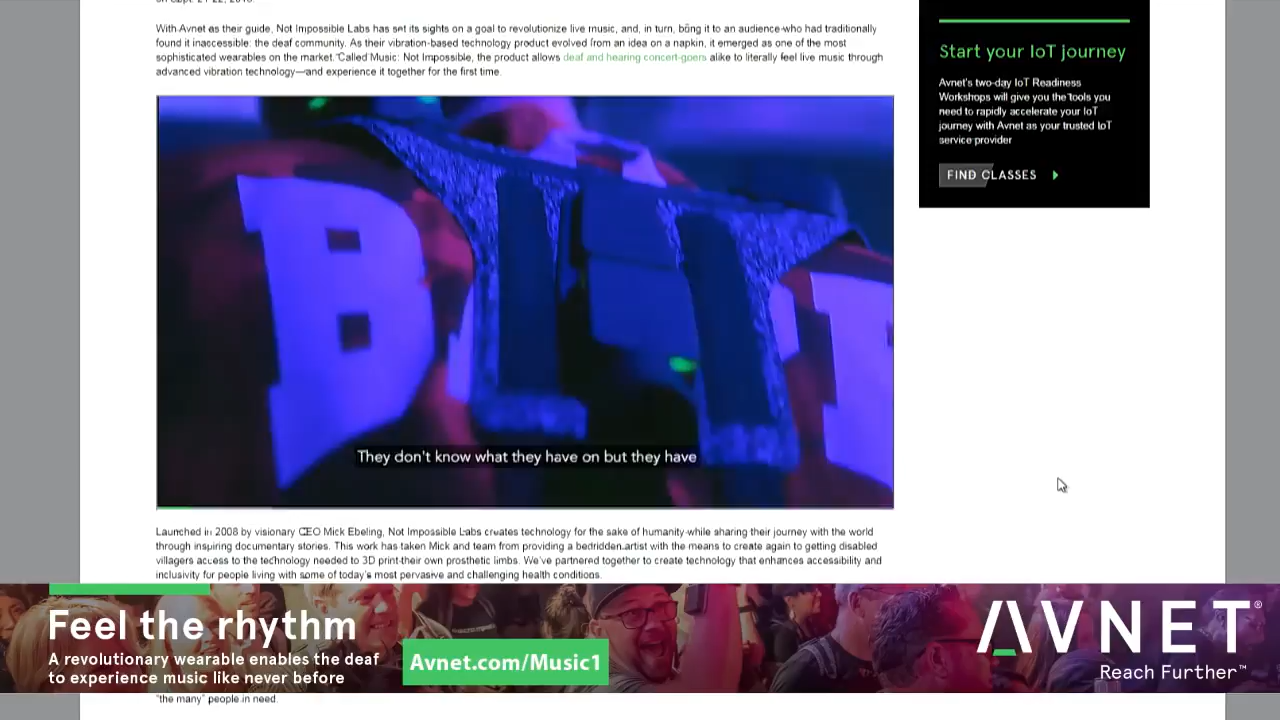 With Avnet as their guide, Not Impossible Labs has set its sights on a goal to revolutionize live music, and, in turn, bring it to an audience who had traditionally
found it inaccessible: the deaf community. As their vibration-based technology product evolved from an idea on a napkin, it emerged as one of the most
sophisticated wearables on the market. Called Music: Not Impossible, the product allows deaf and hearing concert-goers alike to literally feel live music through
advanced vibration technology—and experience it together for the first time.
Start your IoT journey
Avnet's two-day IoT Readiness
Workshops will give you the tools you
need to rapidly accelerate your IoT
journey with Avnet as your trusted IoT
service provider
FIND CLASSES
They don't know what they have on but they have
Launched in 2008 by visionary CEO Mick Ebeling, Not Impossible Labs creates technology for the sake of humanity while sharing their journey with the world
through inspiring documentary stories. This work has taken Mick and team from providing a bedridden artist with the means to create again to getting disabled
villagers access to the technology needed to 3D print their own prosthetic limbs. We've partnered together to create technology that enhances accessibility and
inclusivity for people living with some of today's most pervasive and challenging health conditions.
Feel the rhythm
A revolutionary wearable enables the deaf
to experience music like never before
Avnet.com/Music1
AVNET®
Reach Further™
"the many" people in need.